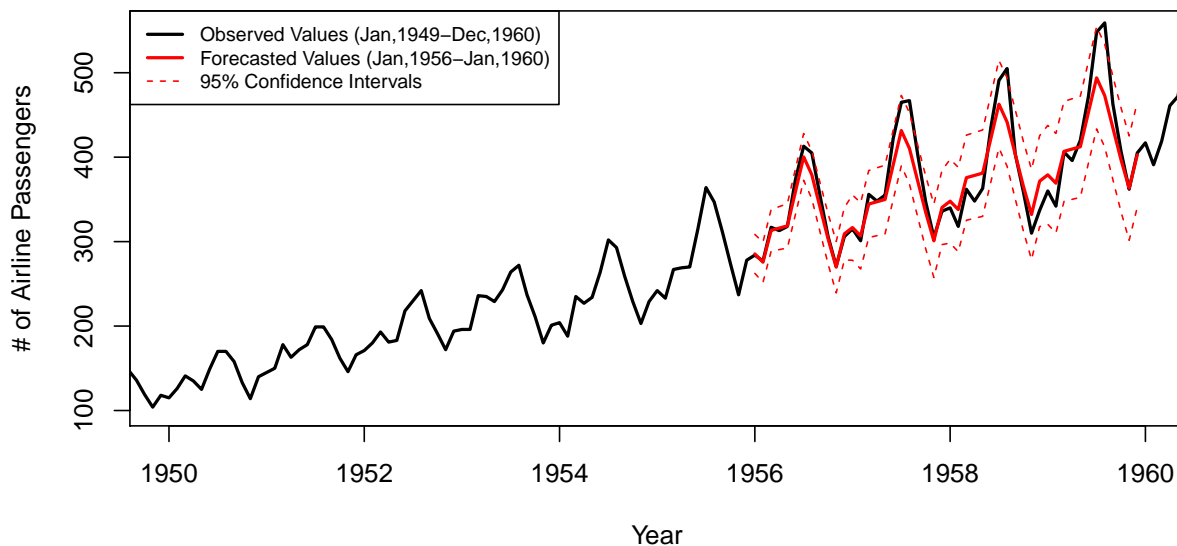 Observed Values (Jan,1949−Dec,1960)
Forecasted Values (Jan,1956−Jan,1960)
95% Confidence Intervals
# of Airline Passengers
500
400
300
200
100
1950 1952 1954 1956 1958 1960
Year